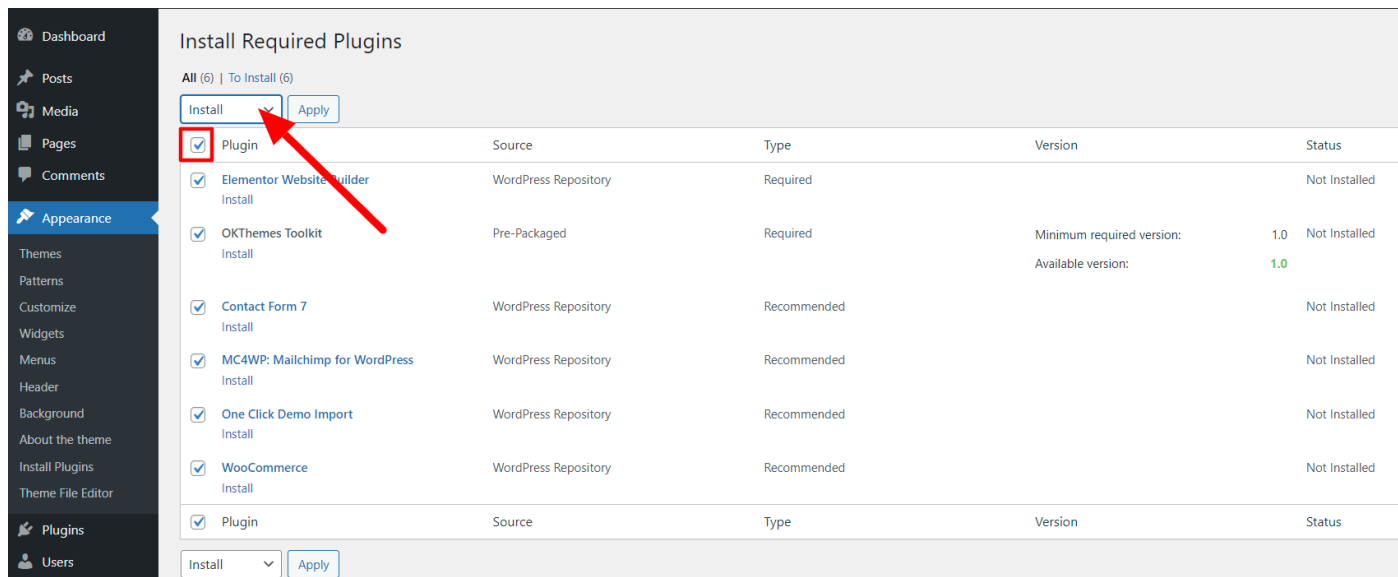 Dashboard
Posts
Media
Pages
Comments
Appearance
Themes
Patterns
Customize
Widgets
Menus
Header
Background
About the theme
Install Plugins
Theme File Editor
Plugins
Users
Install Required Plugins
All (6) | To Install (6)
Install Apply
Plugin Source Type Version Status
Elementor Website Builder WordPress Repository Required Not Installed
Install
OKThemes Toolkit Pre-Packaged Required Minimum required version: 1.0 Not Installed
Install
Available version: 1.0
Contact Form 7 WordPress Repository Recommended Not Installed
Install
MC4WP: Mailchimp for WordPress WordPress Repository Recommended Not Installed
Install
One Click Demo Import WordPress Repository Recommended Not Installed
Install
WooCommerce WordPress Repository Recommended Not Installed
Install
Plugin Source Type Version Status
Install Apply